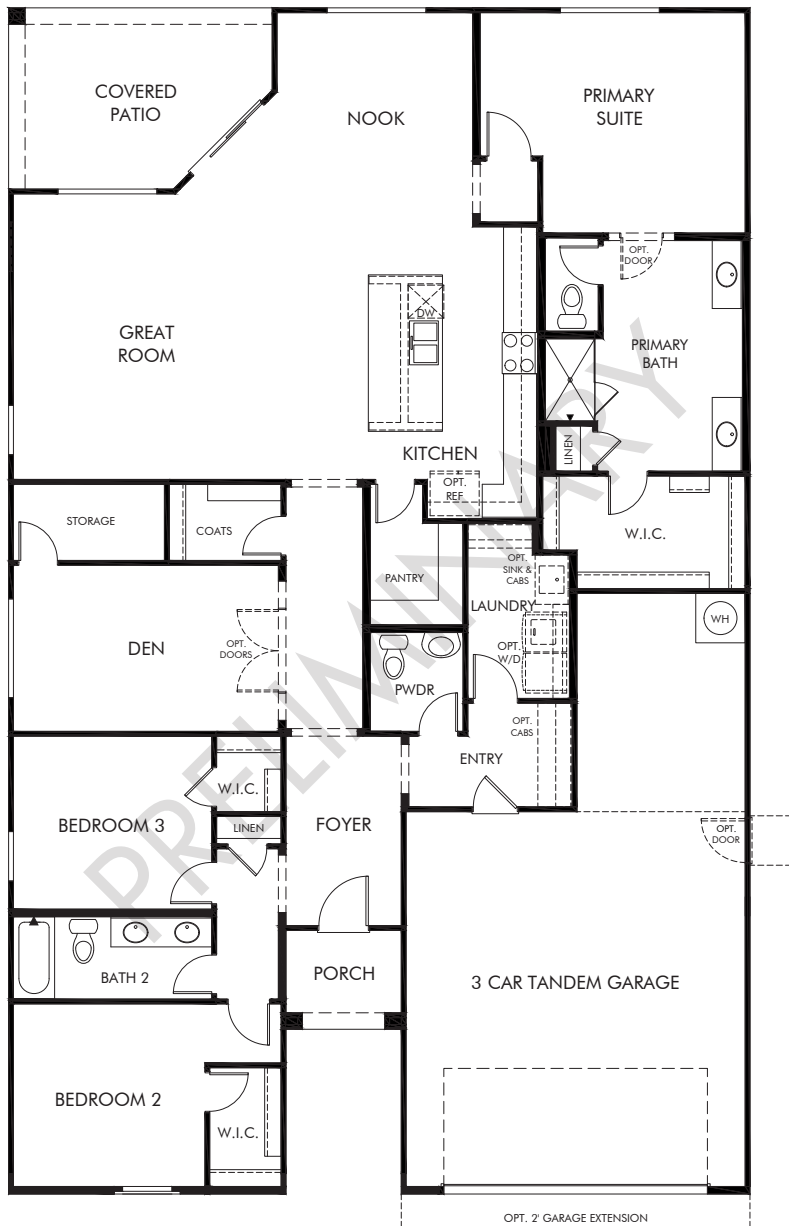 COVERED
PATIO
NOOK
PRIMARY
SUITE
OPT.
DOOR
GREAT
ROOM
DW
PRIMARY
BATH
KITCHEN
LINEN
OPT.
REF
STORAGE
COATS
W.I.C.
PANTRY
OPT.
SINK &
CABS
LAUNDRY
WH
DEN
OPT.
DOORS
OPT.
W/D
PWDR
OPT.
CABS
ENTRY
W.I.C.
BEDROOM 3
LINEN
FOYER
OPT.
DOOR
BATH 2
PORCH
3 CAR TANDEM GARAGE
BEDROOM 2
W.I.C.
OPT. 2' GARAGE EXTENSION
PRELIMINARY